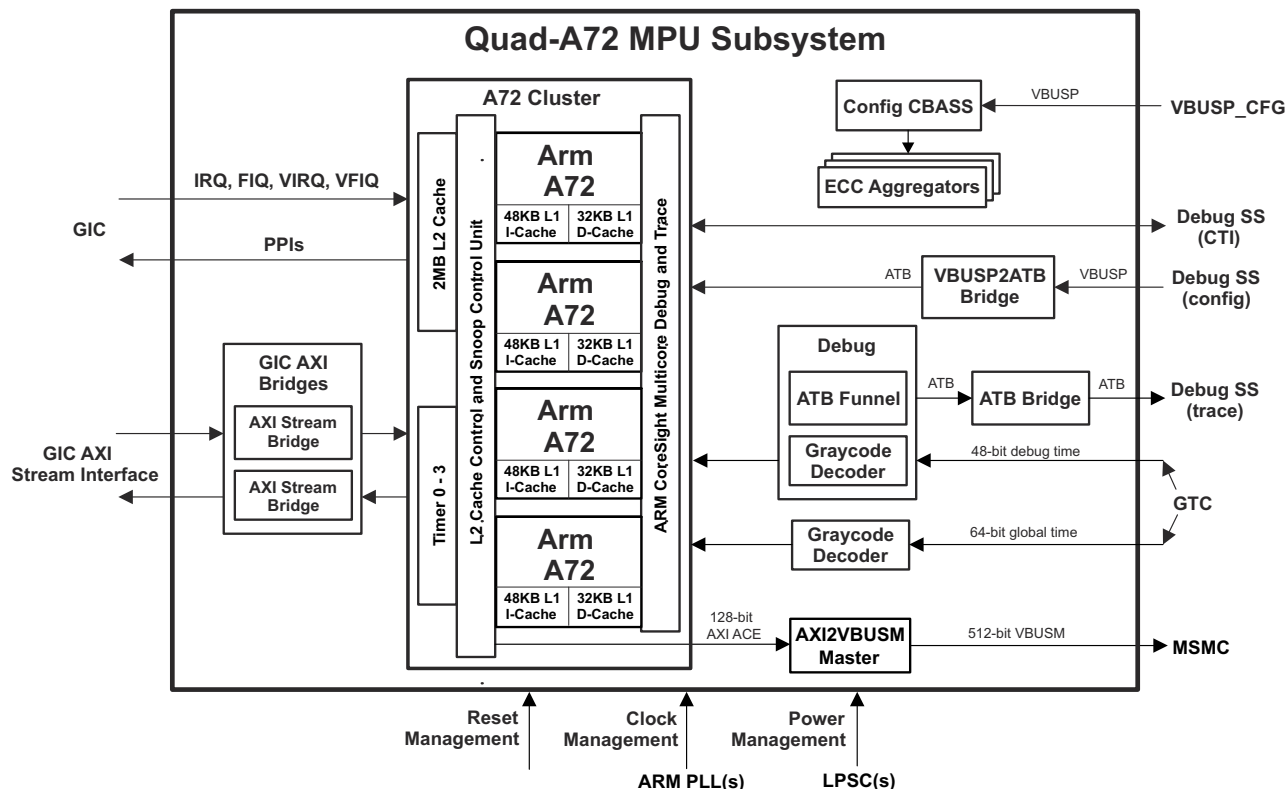 Quad-A72 MPU Subsystem
A72 Cluster
2MB L2 Cache
Timer 0 - 3
L2 Cache Control and Snoop Control Unit
Arm
A72
48KB L1
I-Cache
32KB L1
D-Cache
Arm
A72
48KB L1
I-Cache
32KB L1
D-Cache
Arm
A72
48KB L1
I-Cache
32KB L1
D-Cache
Arm
A72
48KB L1
I-Cache
32KB L1
D-Cache
ARM CoreSight Multicore Debug and Trace
IRQ, FIQ, VIRQ, VFIQ
GIC
PPIs
GIC AXI
Bridges
AXI Stream
Bridge
AXI Stream
Bridge
GIC AXI
Stream Interface
Config CBASS
VBUSP
VBUSP_CFG
ECC Aggregators
Debug SS
(CTI)
ATB
VBUSP2ATB
Bridge
VBUSP
Debug SS
(config)
Debug
ATB Funnel
ATB
ATB Bridge
ATB
Debug SS
(trace)
Graycode
Decoder
48-bit debug time
GTC
Graycode
Decoder
64-bit global time
128-bit
AXI ACE
AXI2VBUSM
Master
512-bit VBUSM
MSMC
Reset
Management
Clock
Management
Power
Management
ARM PLL(s)
LPSC(s)